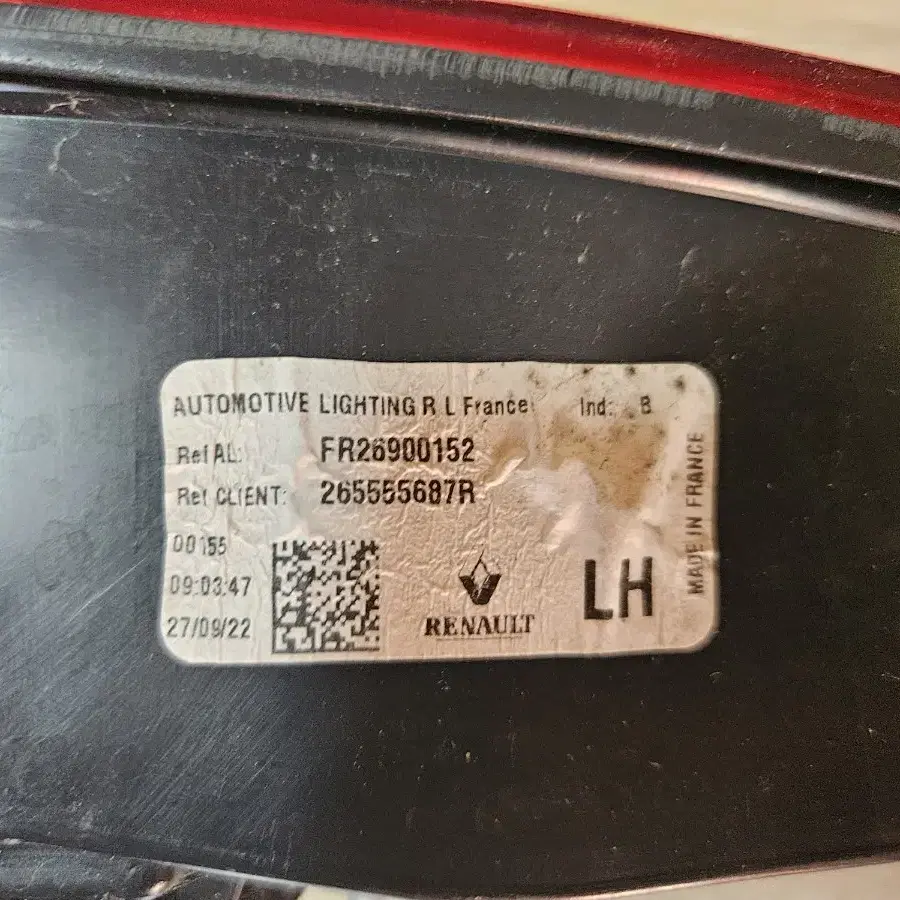 AUTOMOTIVE LIGHTING R L France Ind: B
Ref AL: FR26900152
Ref CLIENT: 265555687R
00155
09:03:47
27/09/22
RENAULT
LH
MADE IN FRANCE